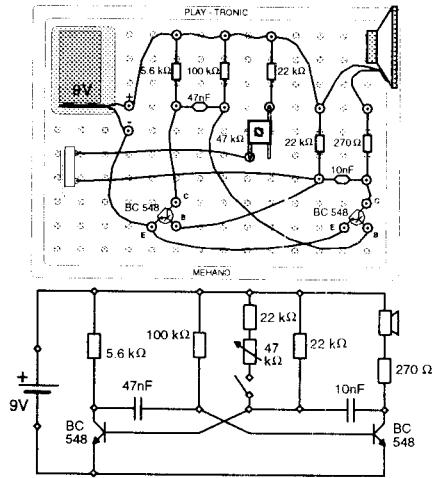 PLAY - TRONIC
9V
+
-
5.6 kΩ
100 kΩ
22 kΩ
47nF
47 kΩ
22 kΩ
270 Ω
10nF
BC 548
C
B
E
BC 548
C
E
B
MEHANO
+
9V
5.6 kΩ
100 kΩ
22 kΩ
47
kΩ
22 kΩ
270 Ω
47nF
10nF
BC
548
BC
548